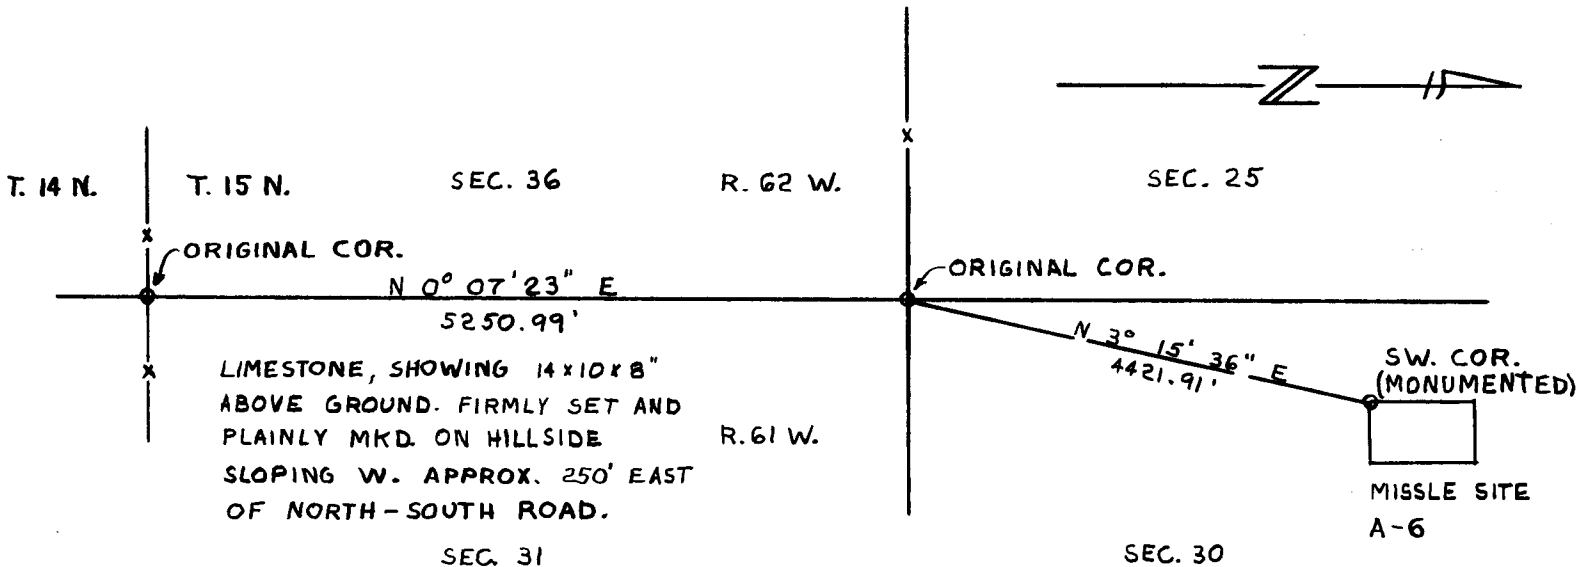 Z
T. 14 N.
T. 15 N.
SEC. 36
R. 62 W.
SEC. 25
ORIGINAL COR.
ORIGINAL COR.
N 0° 07' 23" E
5250.99'
N 3° 15' 36" E
4421.91'
SW. COR.
(MONUMENTED)
LIMESTONE, SHOWING 14 x 10 x 8"
ABOVE GROUND. FIRMLY SET AND
PLAINLY MKD. ON HILLSIDE
SLOPING W. APPROX. 250' EAST
OF NORTH-SOUTH ROAD.
R. 61 W.
MISSLE SITE
A-6
SEC. 31
SEC. 30